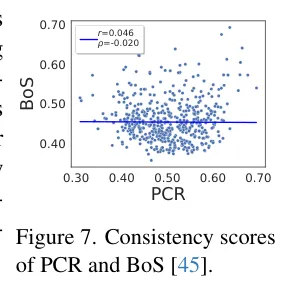 r=0.046
ρ=-0.020
0.70
0.60
0.50
0.40
BoS
0.30 0.40 0.50 0.60 0.70
PCR
Figure 7. Consistency scores
of PCR and BoS [45].